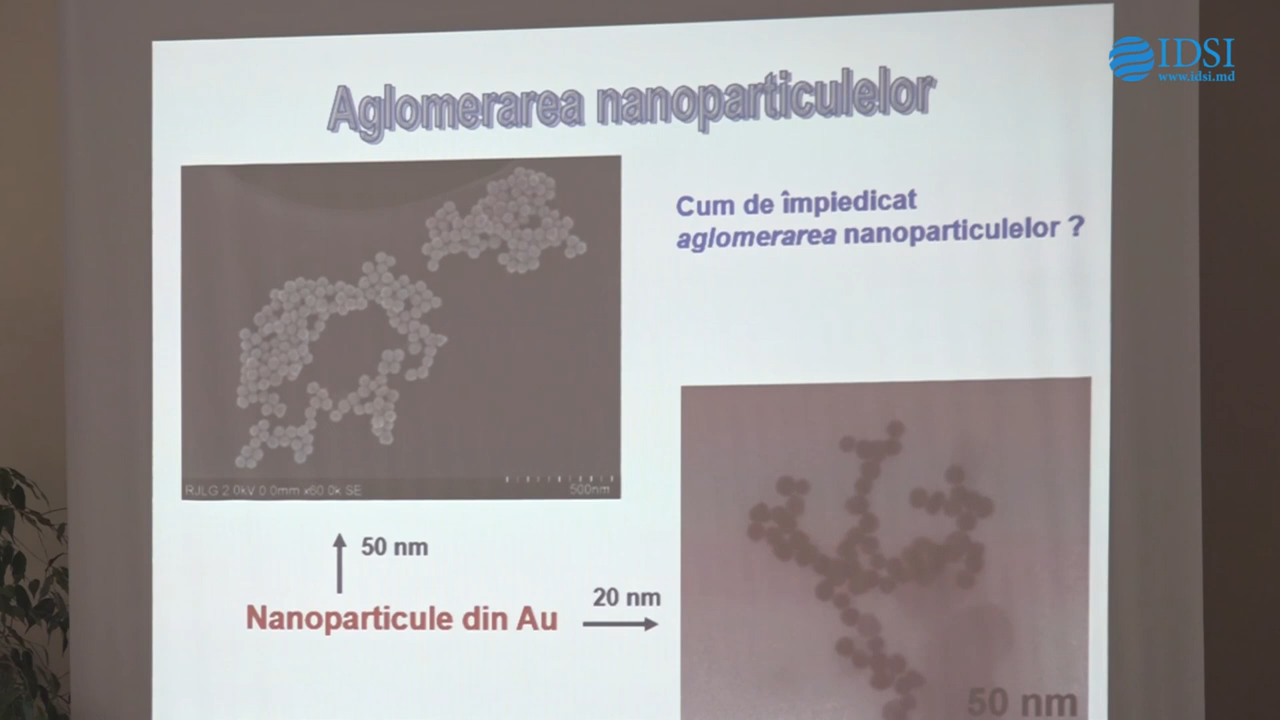 IDSI
www.idsi.md
Aglomerarea nanoparticulelor
Cum de împiedicat
aglomerarea nanoparticulelor ?
RJLG 2.0kV 0.0mm x60.0k SE
500nm
50 nm
Nanoparticule din Au
20 nm
50 nm